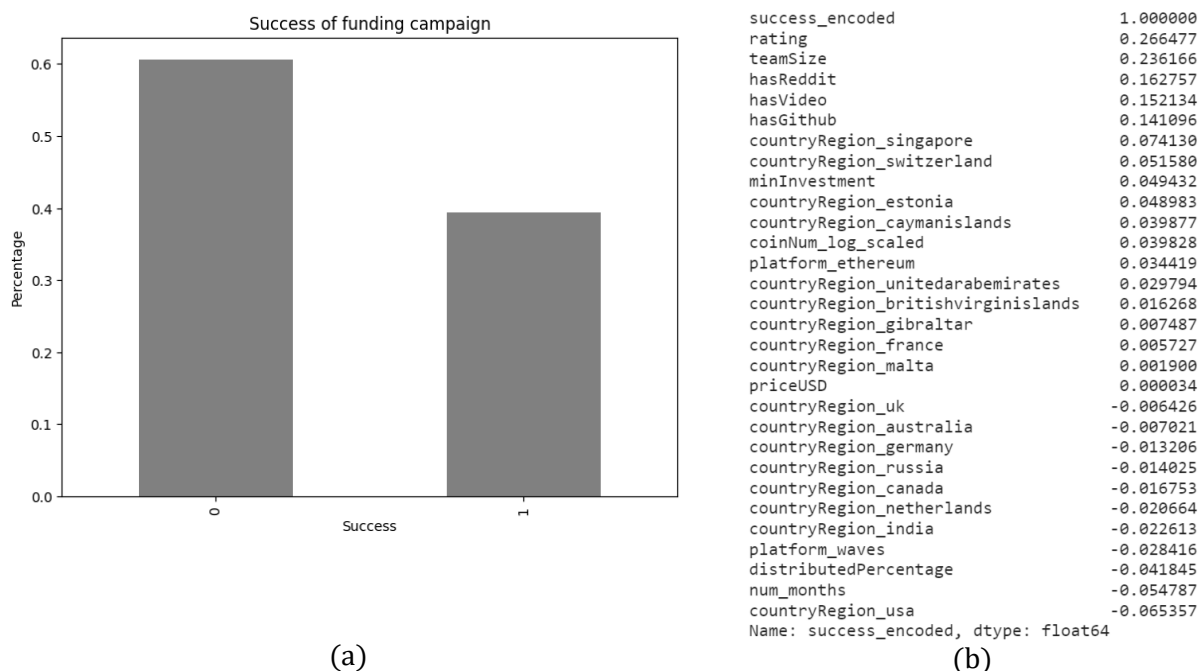 Success of funding campaign
0.6
0.5
0.4
0.3
0.2
0.1
0.0
Percentage
0
1
Success
(a)
success_encoded 1.000000
rating 0.266477
teamSize 0.236166
hasReddit 0.162757
hasVideo 0.152134
hasGithub 0.141096
countryRegion_singapore 0.074130
countryRegion_switzerland 0.051580
minInvestment 0.049432
countryRegion_estonia 0.048983
countryRegion_caymanislands 0.039877
coinNum_log_scaled 0.039828
platform_ethereum 0.034419
countryRegion_unitedarabemirates 0.029794
countryRegion_britishvirginislands 0.016268
countryRegion_gibraltar 0.007487
countryRegion_france 0.005727
countryRegion_malta 0.001900
priceUSD 0.000034
countryRegion_uk -0.006426
countryRegion_australia -0.007021
countryRegion_germany -0.013206
countryRegion_russia -0.014025
countryRegion_canada -0.016753
countryRegion_netherlands -0.020664
countryRegion_india -0.022613
platform_waves -0.028416
distributedPercentage -0.041845
num_months -0.054787
countryRegion_usa -0.065357
Name: success_encoded, dtype: float64
(b)